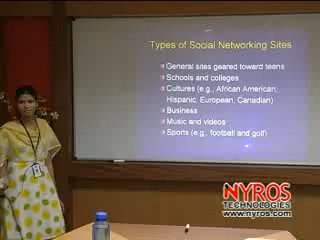 Types of Social Networking Sites
General sites geared toward teens
Schools and colleges
Cultures (e.g., African American,
Hispanic, European, Canadian)
Business
Music and videos
Sports (e.g., football and golf)
NYROS
TECHNOLOGIES
www.nyros.com